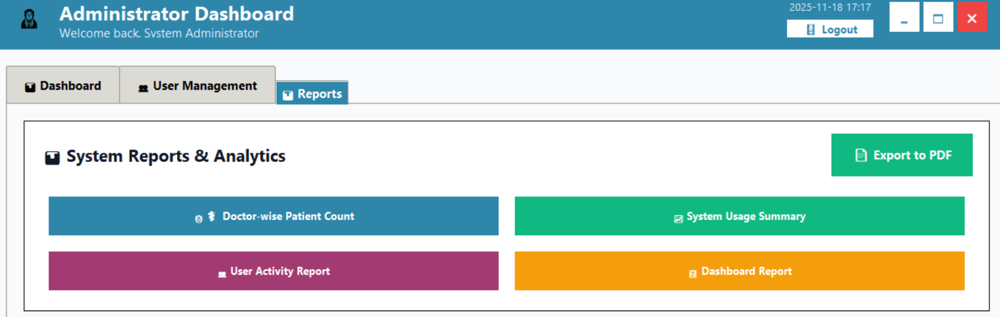 Administrator Dashboard
Welcome back, System Administrator
2025-11-18 17:17
Logout
Dashboard
User Management
Reports
System Reports & Analytics
Export to PDF
Doctor-wise Patient Count
System Usage Summary
User Activity Report
Dashboard Report